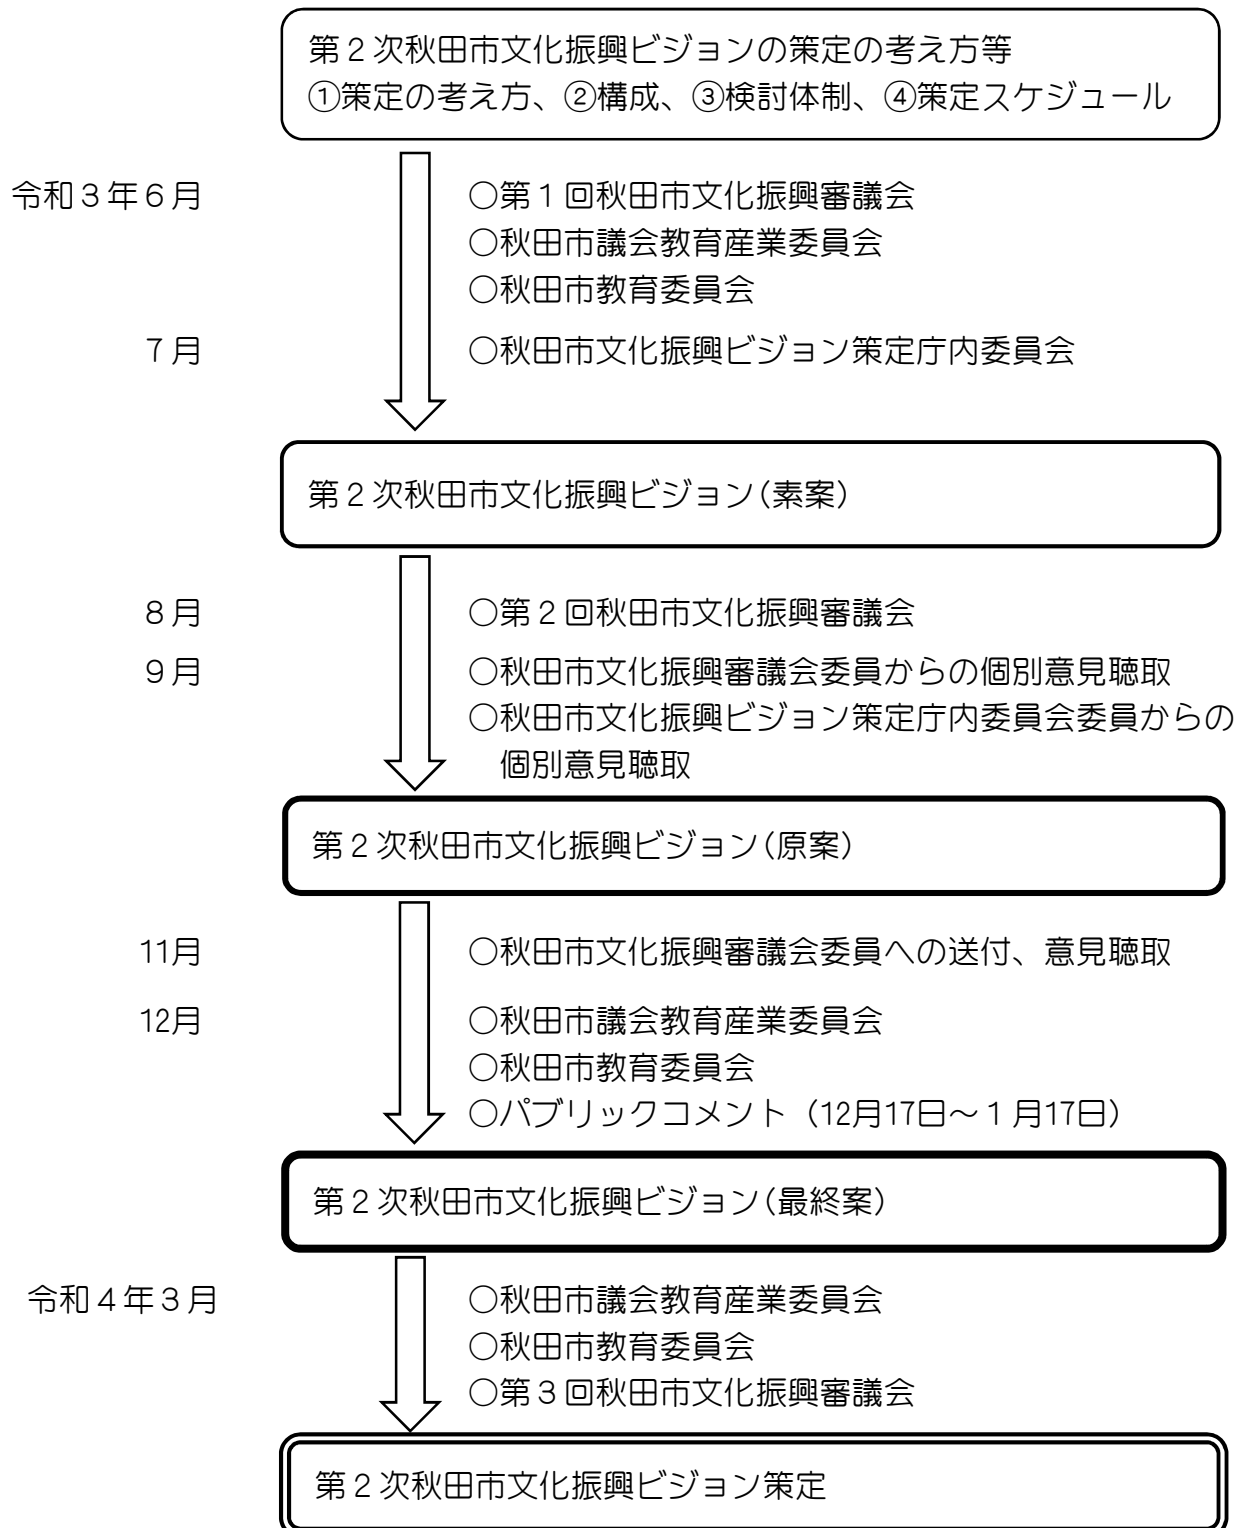 第２次秋田市文化振興ビジョンの策定の考え方等
①策定の考え方、②構成、③検討体制、④策定スケジュール
令和３年６月
○第１回秋田市文化振興審議会
○秋田市議会教育産業委員会
○秋田市教育委員会
７月
○秋田市文化振興ビジョン策定庁内委員会
第２次秋田市文化振興ビジョン(素案)
８月
○第２回秋田市文化振興審議会
９月
○秋田市文化振興審議会委員からの個別意見聴取
○秋田市文化振興ビジョン策定庁内委員会委員からの
個別意見聴取
第２次秋田市文化振興ビジョン(原案)
11月
○秋田市文化振興審議会委員への送付、意見聴取
12月
○秋田市議会教育産業委員会
○秋田市教育委員会
○パブリックコメント（12月17日～１月17日）
第２次秋田市文化振興ビジョン(最終案)
令和４年３月
○秋田市議会教育産業委員会
○秋田市教育委員会
○第３回秋田市文化振興審議会
第２次秋田市文化振興ビジョン策定